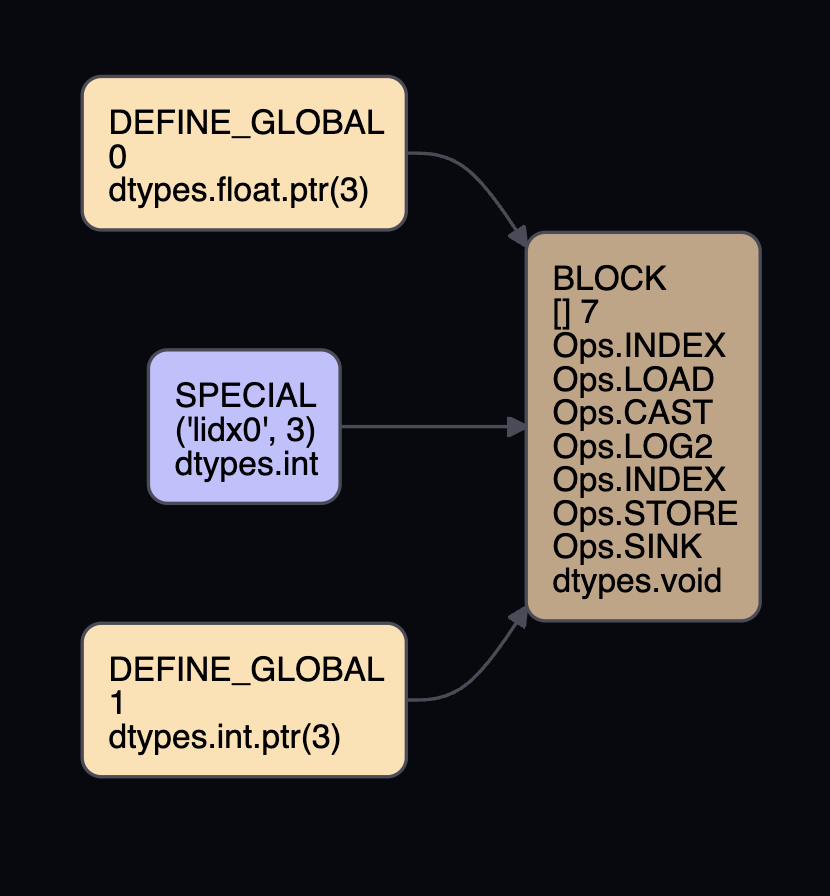 DEFINE_GLOBAL
0
dtypes.float.ptr(3)
SPECIAL
('lidx0', 3)
dtypes.int
DEFINE_GLOBAL
1
dtypes.int.ptr(3)
BLOCK
[] 7
Ops.INDEX
Ops.LOAD
Ops.CAST
Ops.LOG2
Ops.INDEX
Ops.STORE
Ops.SINK
dtypes.void